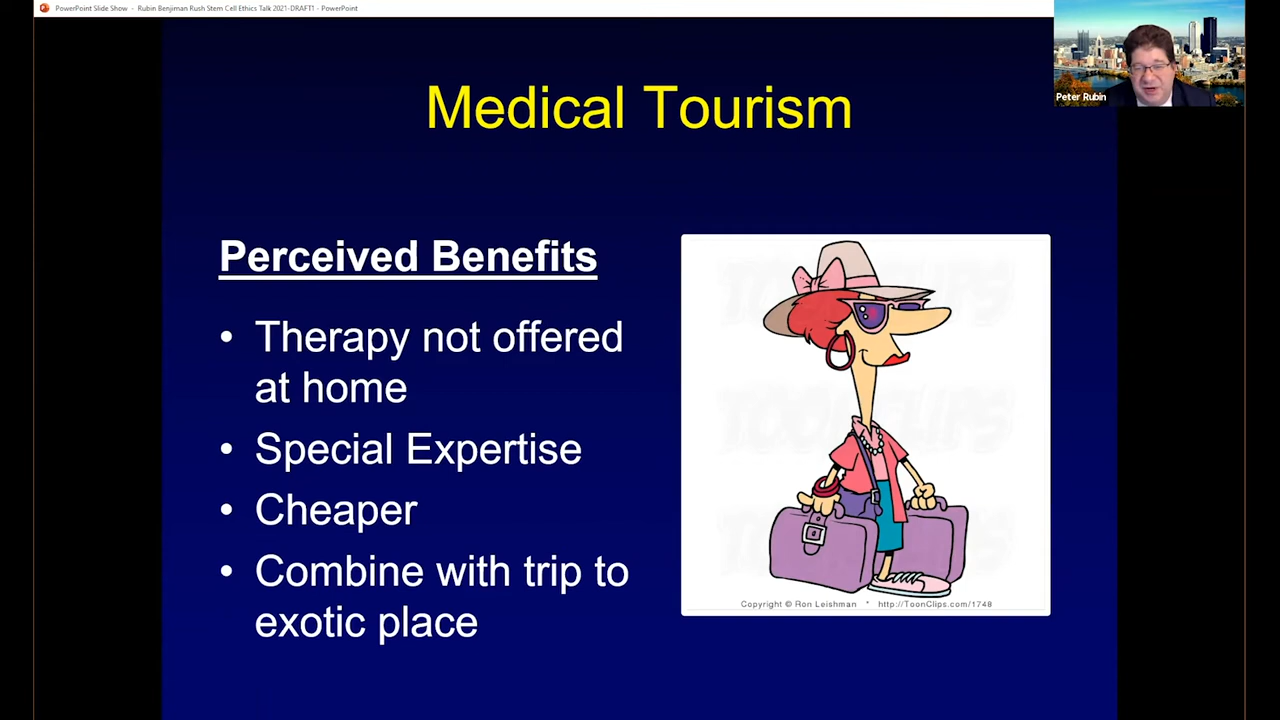 PowerPoint Slide Show - Rubin Benjiman Rush Stem Cell Ethics Talk 2021-DRAFT1 - PowerPoint
Peter Rubin
Medical Tourism
Perceived Benefits
• Therapy not offered
at home
• Special Expertise
• Cheaper
• Combine with trip to
exotic place
Copyright © Ron Leishman * http://ToonClips.com/1748